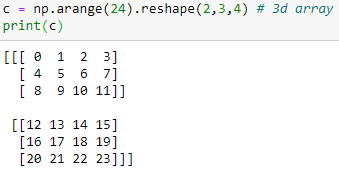 c = np.arange(24).reshape(2,3,4) # 3d array
print(c)
[[[ 0  1  2  3]
  [ 4  5  6  7]
  [ 8  9 10 11]]

 [[12 13 14 15]
  [16 17 18 19]
  [20 21 22 23]]]